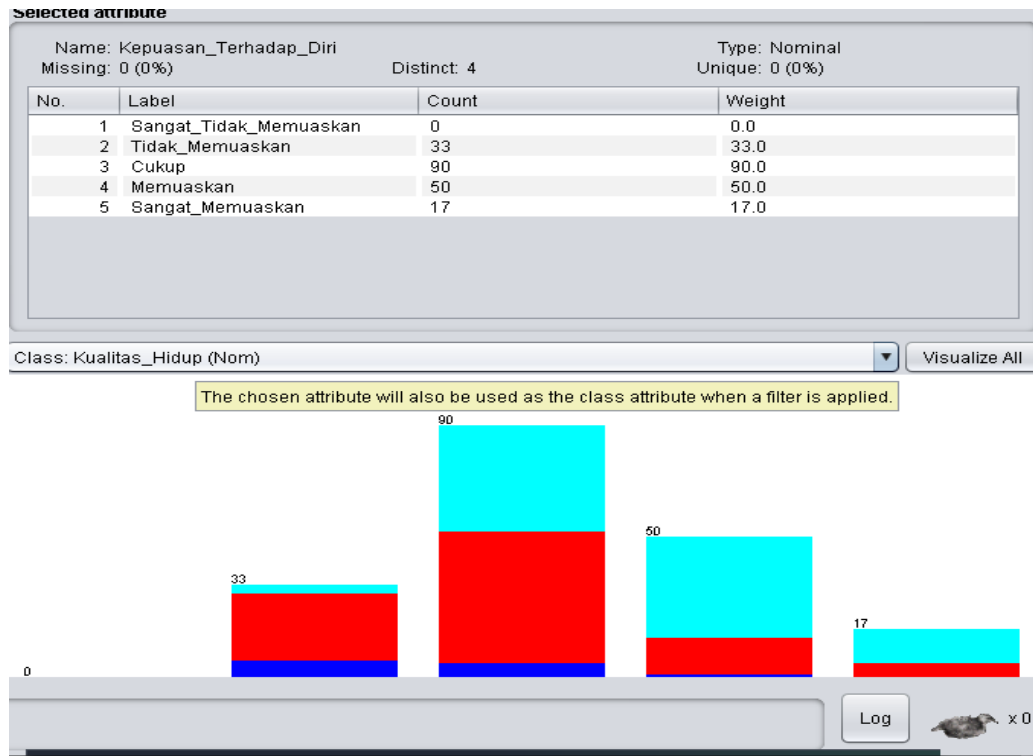 Selected attribute
Name: Kepuasan_Terhadap_Diri Type: Nominal
Missing: 0 (0%) Distinct: 4 Unique: 0 (0%)
No. Label Count Weight
1 Sangat_Tidak_Memuaskan 0 0.0
2 Tidak_Memuaskan 33 33.0
3 Cukup 90 90.0
4 Memuaskan 50 50.0
5 Sangat_Memuaskan 17 17.0
Class: Kualitas_Hidup (Nom) Visualize All
The chosen attribute will also be used as the class attribute when a filter is applied.
90
50
33
17
0
Log x 0